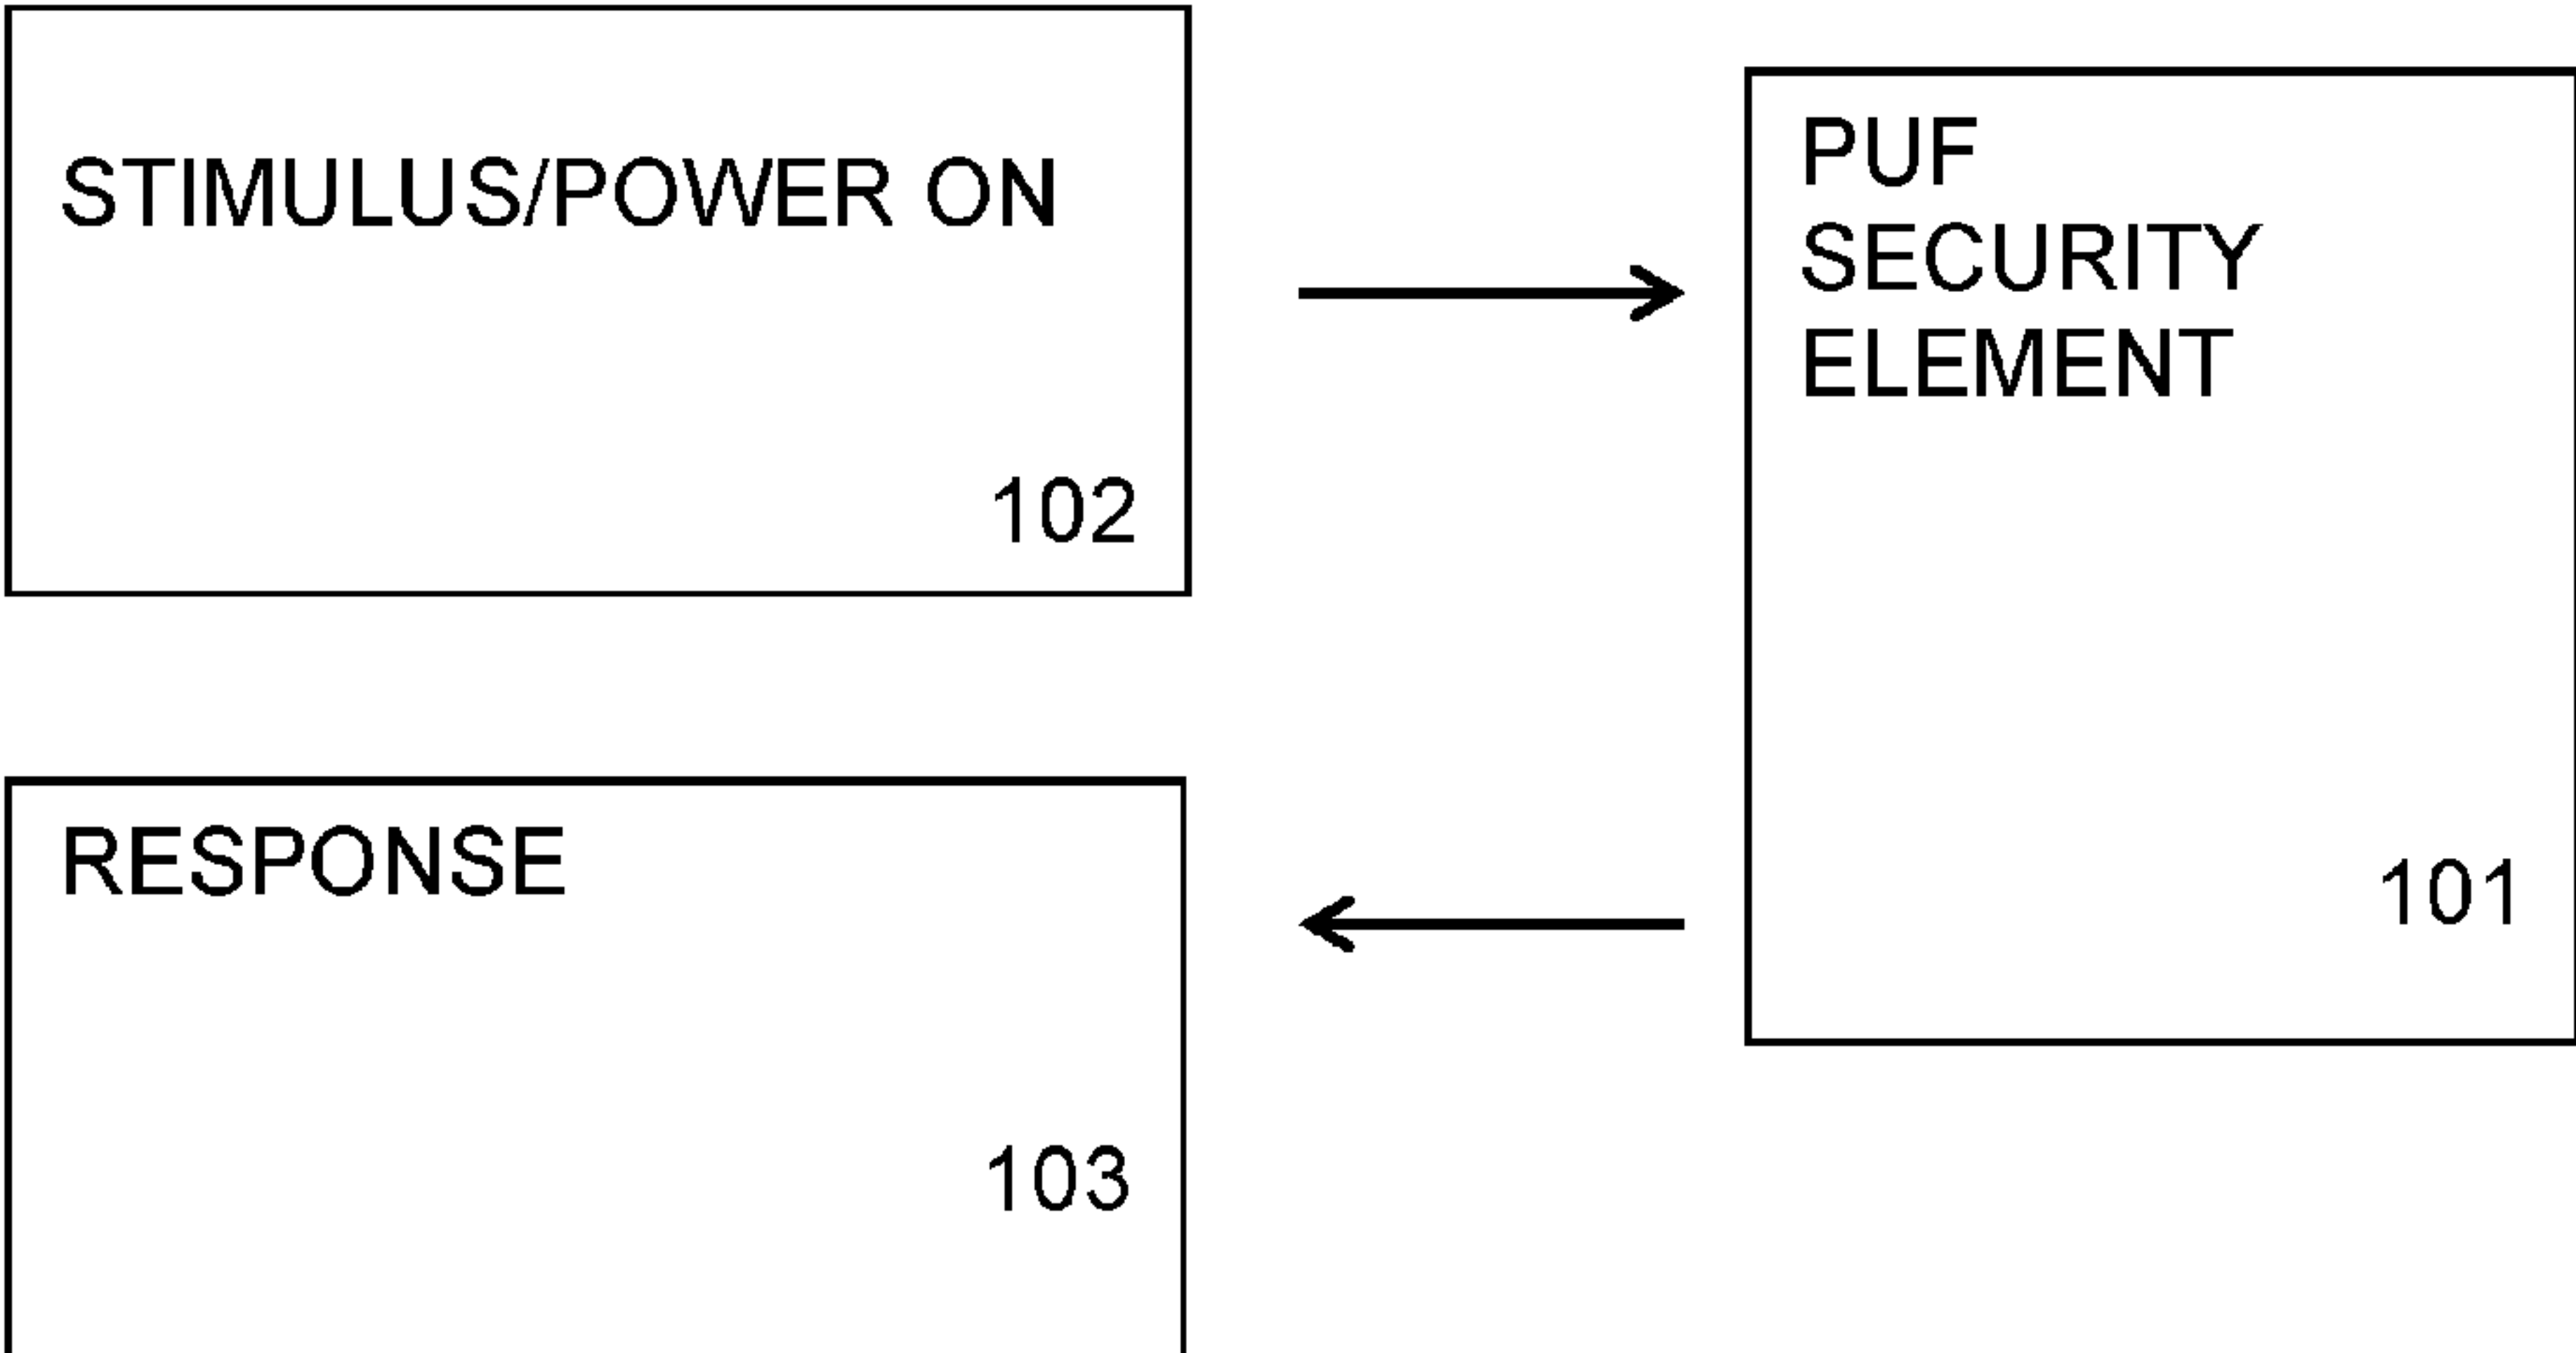 STIMULUS/POWER ON
102
PUF
SECURITY
ELEMENT
101
RESPONSE
103